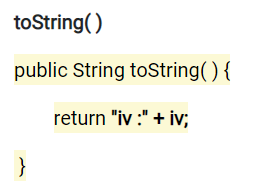 toString( )
public String toString( ) {
return "iv :" + iv;
}